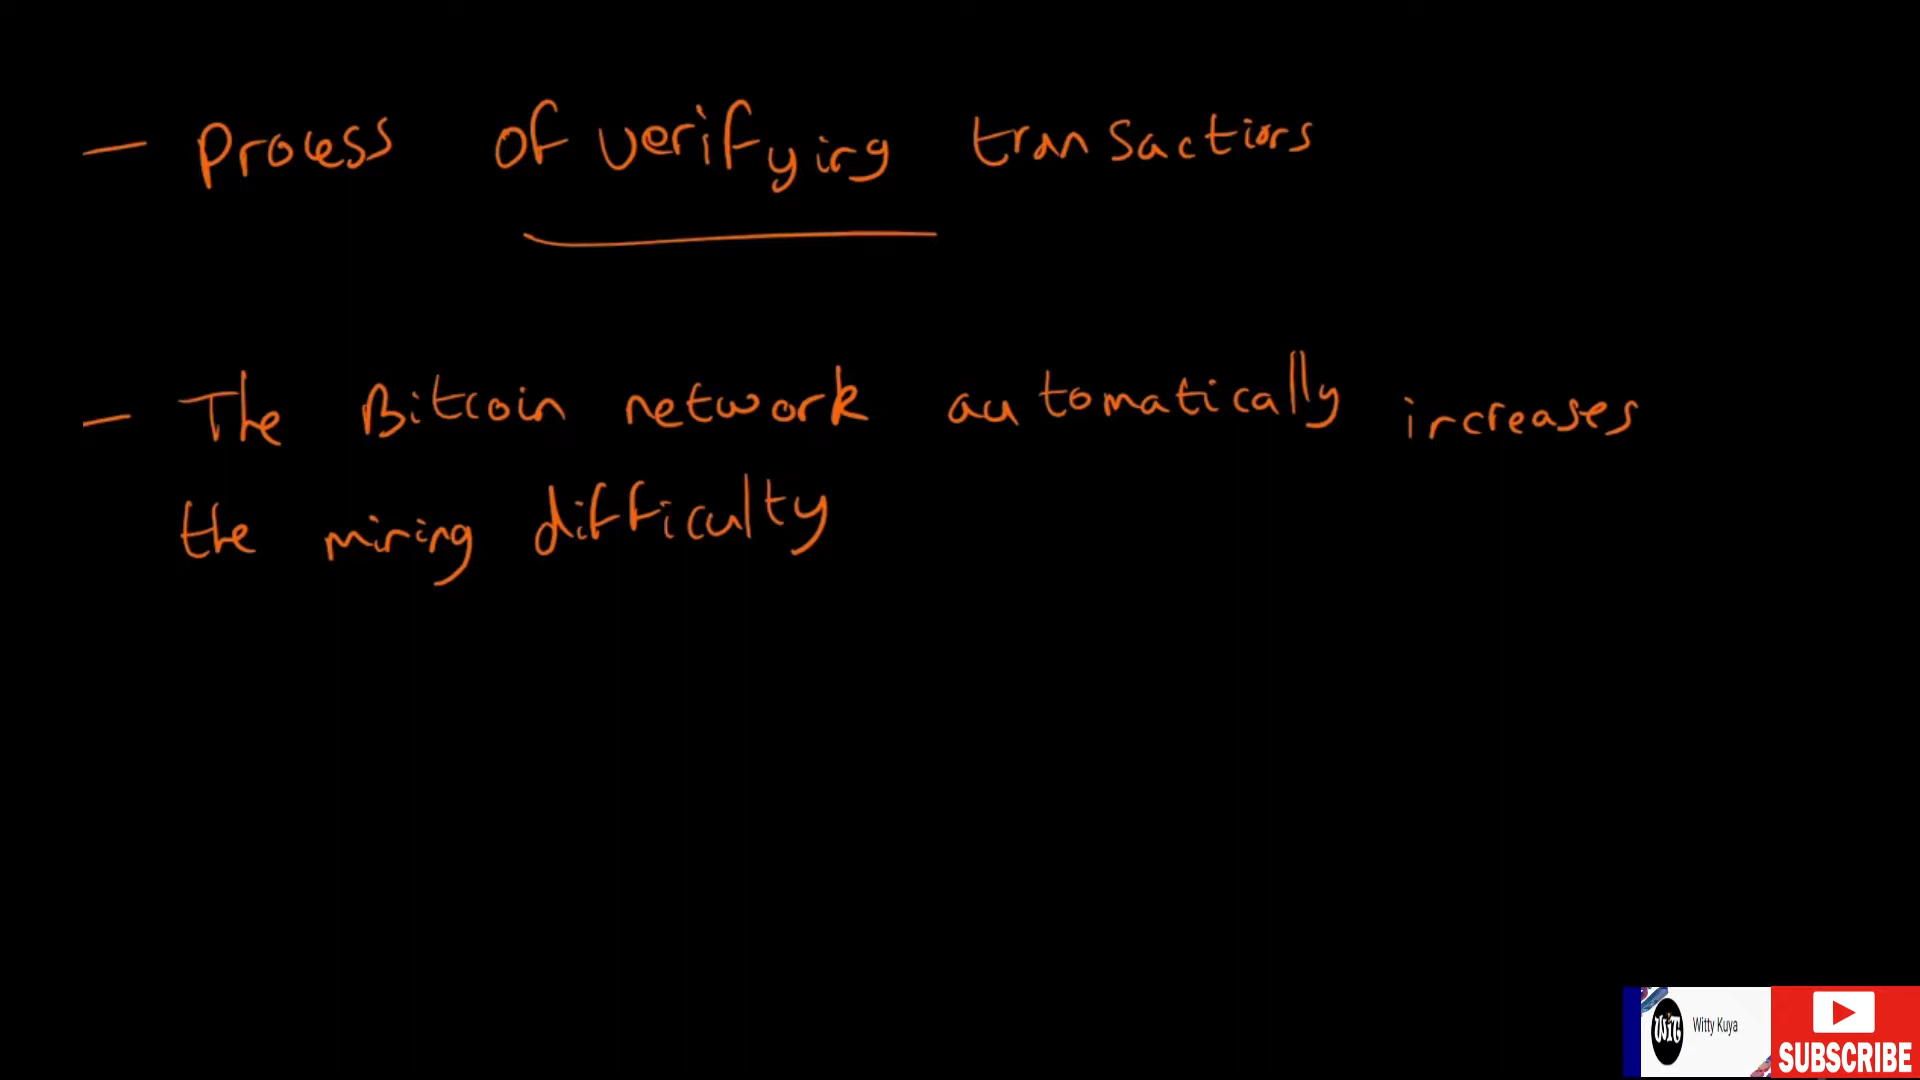 - Process of verifying transactions
- The Bitcoin network automatically increases
the mining difficulty
Witty Kuya
SUBSCRIBE